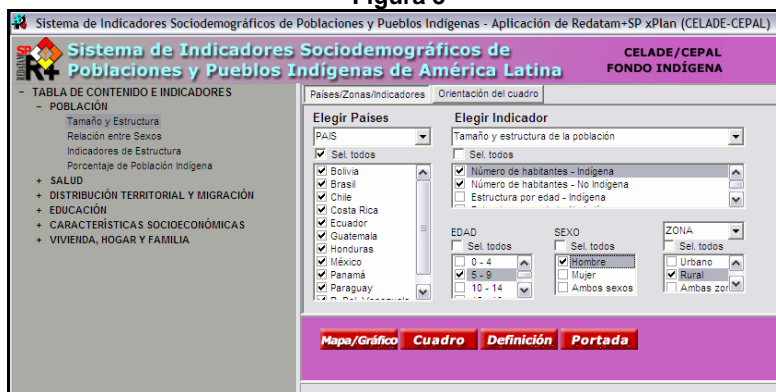 Sistema de Indicadores Sociodemográficos de Poblaciones y Pueblos Indígenas - Aplicación de Redatam+SP xPlan (CELADE-CEPAL)
REDATAM
SP
R+
Sistema de Indicadores Sociodemográficos de
Poblaciones y Pueblos Indígenas de América Latina
CELADE/CEPAL
FONDO INDÍGENA
- TABLA DE CONTENIDO E INDICADORES
- POBLACIÓN
Tamaño y Estructura
Relación entre Sexos
Indicadores de Estructura
Porcentaje de Población Indígena
+ SALUD
+ DISTRIBUCIÓN TERRITORIAL Y MIGRACIÓN
+ EDUCACIÓN
+ CARACTERÍSTICAS SOCIOECONÓMICAS
+ VIVIENDA, HOGAR Y FAMILIA
Países/Zonas/Indicadores
Orientación del cuadro
Elegir Países
PAIS
Sel. todos
Bolivia
Brasil
Chile
Costa Rica
Ecuador
Guatemala
Honduras
México
Panamá
Paraguay
Elegir Indicador
Tamaño y estructura de la población
Sel. todos
Número de habitantes - Indígena
Número de habitantes - No Indígena
Estructura por edad - Indígena
EDAD
Sel. todos
0 - 4
5 - 9
10 - 14
SEXO
Sel. todos
Hombre
Mujer
Ambos sexos
ZONA
Sel. todos
Urbano
Rural
Ambas zor
Mapa/Gráfico
Cuadro
Definición
Portada